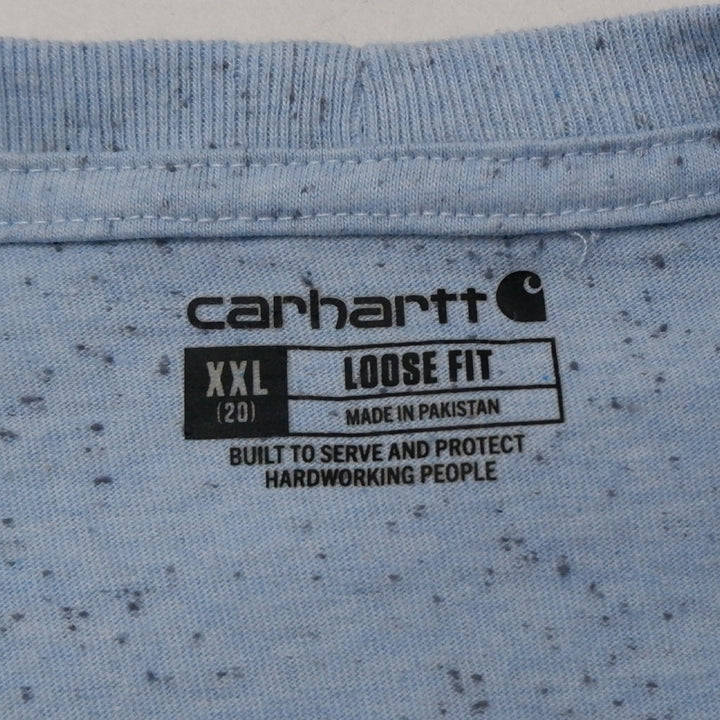 carhartt
XXL
(20)
LOOSE FIT
MADE IN PAKISTAN
BUILT TO SERVE AND PROTECT
HARDWORKING PEOPLE